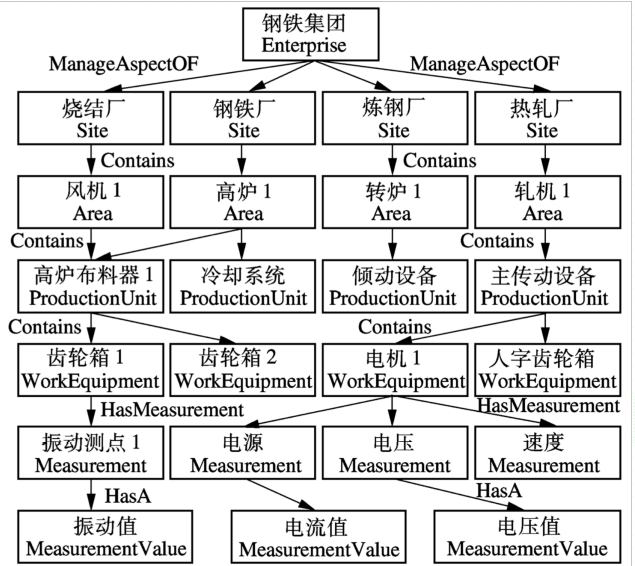 钢铁集团
Enterprise
ManageAspectOF
ManageAspectOF
烧结厂
Site
钢铁厂
Site
炼钢厂
Site
热轧厂
Site
Contains
Contains
风机 1
Area
高炉 1
Area
转炉 1
Area
轧机 1
Area
Contains
Contains
高炉布料器 1
ProductionUnit
冷却系统
ProductionUnit
倾动设备
ProductionUnit
主传动设备
ProductionUnit
Contains
Contains
齿轮箱 1
WorkEquipment
齿轮箱 2
WorkEquipment
电机 1
WorkEquipment
人字齿轮箱
WorkEquipment
HasMeasurement
HasMeasurement
振动测点 1
Measurement
电源
Measurement
电压
Measurement
速度
Measurement
HasA
HasA
振动值
MeasurementValue
电流值
MeasurementValue
电压值
MeasurementValue